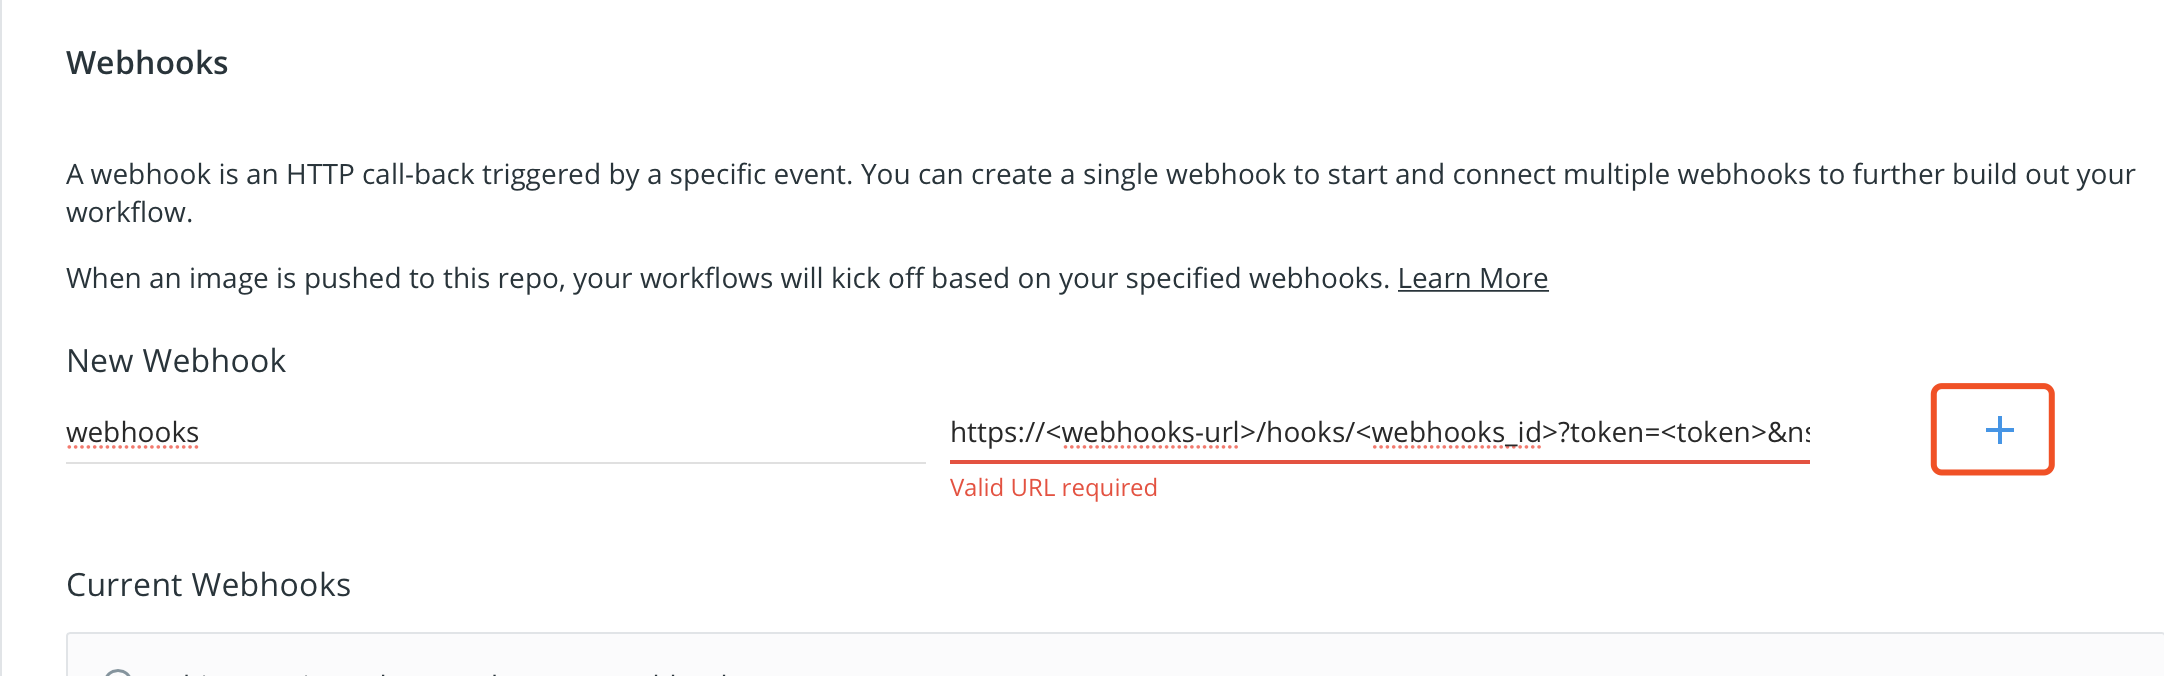 Webhooks
A webhook is an HTTP call-back triggered by a specific event. You can create a single webhook to start and connect multiple webhooks to further build out your
workflow.
When an image is pushed to this repo, your workflows will kick off based on your specified webhooks. Learn More
New Webhook
webhooks
https://<webhooks-url>/hooks/<webhooks_id>?token=<token>&ns
Valid URL required
Current Webhooks